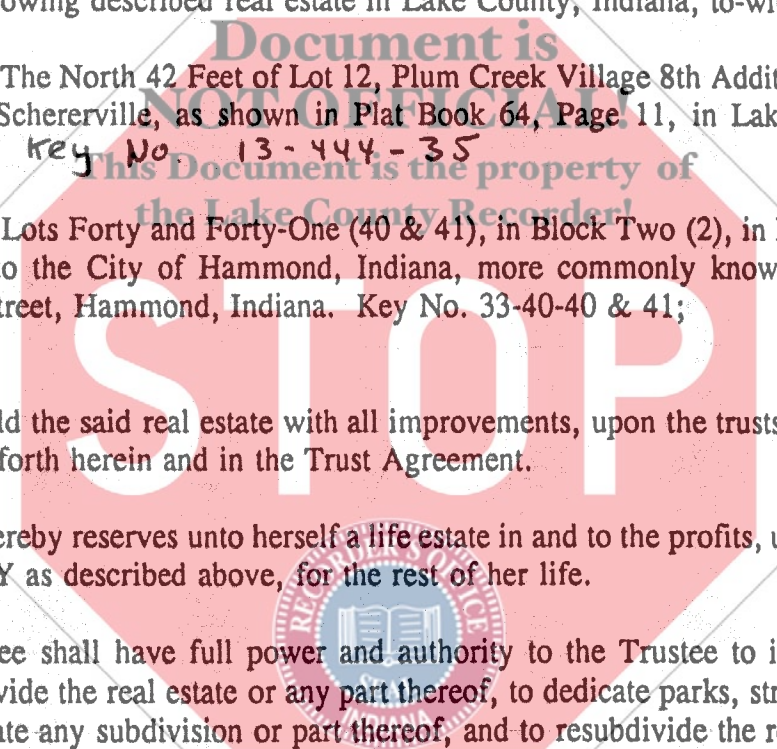 owing described real estate in Lake County, Indiana, to-wi
Document is
The North 42 Feet of Lot 12, Plum Creek Village 8th Addit
NOT OFFICIAL!
Schererville, as shown in Plat Book 64, Page 11, in Lak
Key No. 13-444-35
This Document is the property of
the Lake County Recorder!
Lots Forty and Forty-One (40 & 41), in Block Two (2), in
o the City of Hammond, Indiana, more commonly know
treet, Hammond, Indiana. Key No. 33-40-40 & 41;
STOP
ld the said real estate with all improvements, upon the trusts
forth herein and in the Trust Agreement.
ereby reserves unto herself a life estate in and to the profits, u
Y as described above, for the rest of her life.
RECORDER'S OFFICE
ee shall have full power and authority to the Trustee to i
vide the real estate or any part thereof, to dedicate parks, str
SEAL
ate any subdivision or part thereof, and to resubdivide the r